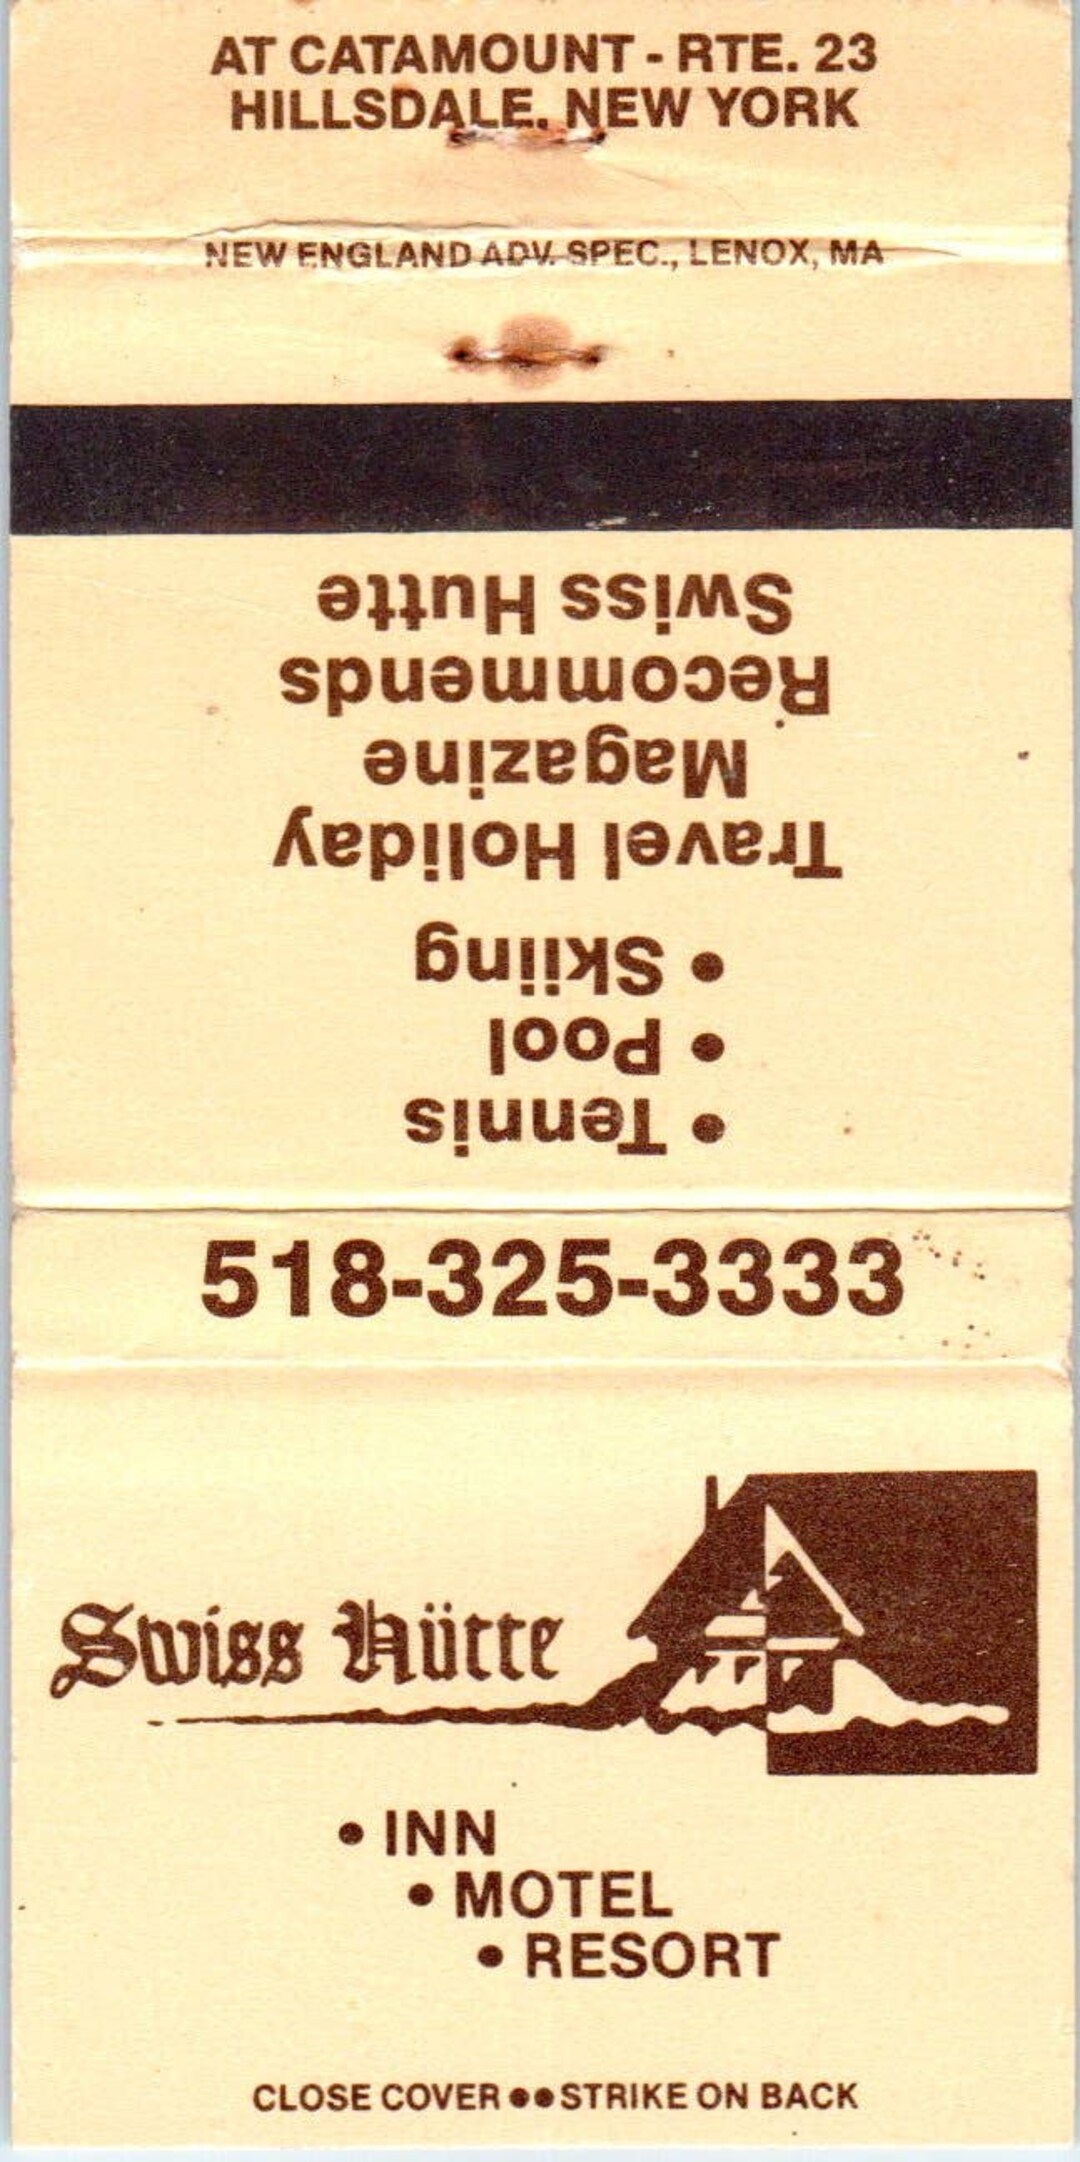 AT CATAMOUNT - RTE. 23
HILLSDALE, NEW YORK
NEW ENGLAND ADV. SPEC., LENOX, MA
• Tennis
• Pool
• Skiing
Travel Holiday
Magazine
Recommends
Swiss Hutte
518-325-3333
Swiss Hütte
• INN
• MOTEL
• RESORT
CLOSE COVER ●● STRIKE ON BACK